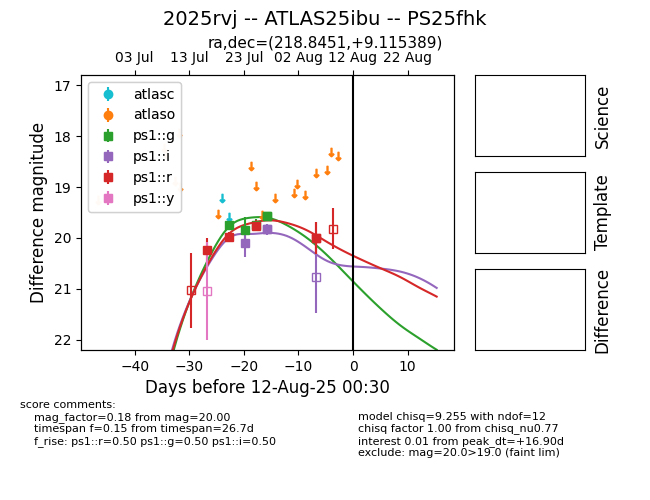 2025rvj -- ATLAS25ibu -- PS25fhk
ra,dec=(218.8451,+9.115389)
03 Jul 13 Jul 23 Jul 02 Aug 12 Aug 22 Aug
17
18
19
20
21
22
Difference magnitude
atlasc
atlaso
ps1::g
ps1::i
ps1::r
ps1::y
−40 −30 −20 −10 0 10
Days before 12-Aug-25 00:30
Science
Template
Difference
score comments:
mag_factor=0.18 from mag=20.00
timespan f=0.15 from timespan=26.7d
f_rise: ps1::r=0.50 ps1::g=0.50 ps1::i=0.50
model chisq=9.255 with ndof=12
chisq factor 1.00 from chisq_nu0.77
interest 0.01 from peak_dt=+16.90d
exclude: mag=20.0>19.0 (faint lim)